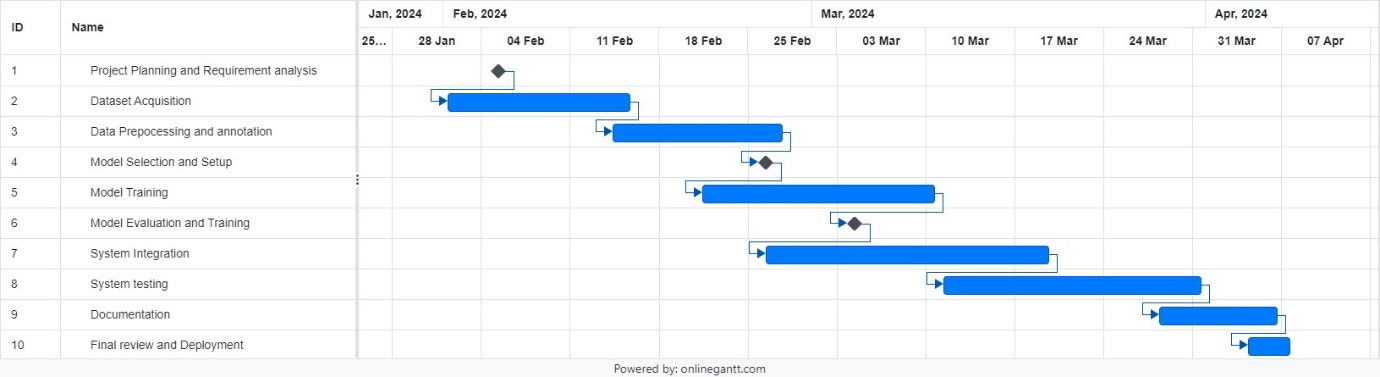 ID Name Jan, 2024 Feb, 2024 Mar, 2024 Apr, 2024
25... 28 Jan 04 Feb 11 Feb 18 Feb 25 Feb 03 Mar 10 Mar 17 Mar 24 Mar 31 Mar 07 Apr
1 Project Planning and Requirement analysis
2 Dataset Acquisition
3 Data Prepocessing and annotation
4 Model Selection and Setup
5 Model Training
6 Model Evaluation and Training
7 System Integration
8 System testing
9 Documentation
10 Final review and Deployment
Powered by: onlinegantt.com